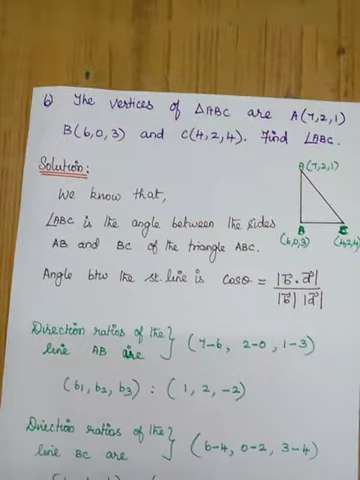 6) The vertices of △ABC are A(7,2,1)
B(6,0,3) and C(4,2,4). Find ∠ABC.
Solution:
A(7,2,1)
We know that,
∠ABC is the angle between the sides
AB and BC of the triangle ABC.
B
(6,0,3)
(4,2,4)
Angle btw the st. line is cosθ = |b⃗ . d⃗| / |b⃗| |d⃗|
Direction ratios of the
line AB are } (7-6, 2-0, 1-3)
(b1, b2, b3) : (1, 2, -2)
Direction ratios of the
line BC are } (6-4, 0-2, 3-4)